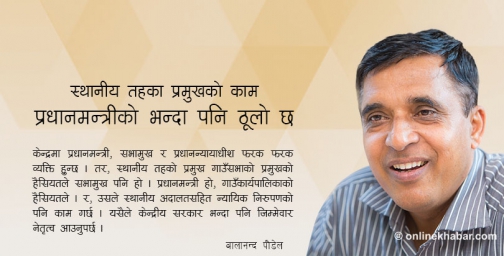 स्थानीय तहका प्रमुखको काम
प्रधानमन्त्रीको भन्दा पनि ठूलो छ
केन्द्रमा प्रधानमन्त्री, सभामुख र प्रधानन्यायाधीश फरक फरक
व्यक्ति हुन्छ । तर, स्थानीय तहको प्रमुख गाउँसभाको प्रमुखको
हैसियतले सभामुख पनि हो । प्रधानमन्त्री हो, गाउँकार्यपालिकाको
हैसियतले । र, उसले स्थानीय अदालतसहित न्यायिक निरुपणको
पनि काम गर्छ । यसैले केन्द्रीय सरकार भन्दा पनि जिम्मेवार
नेतृत्व आउनुपर्छ ।
बालानन्द पौडेल
@ onlinekhabar.com